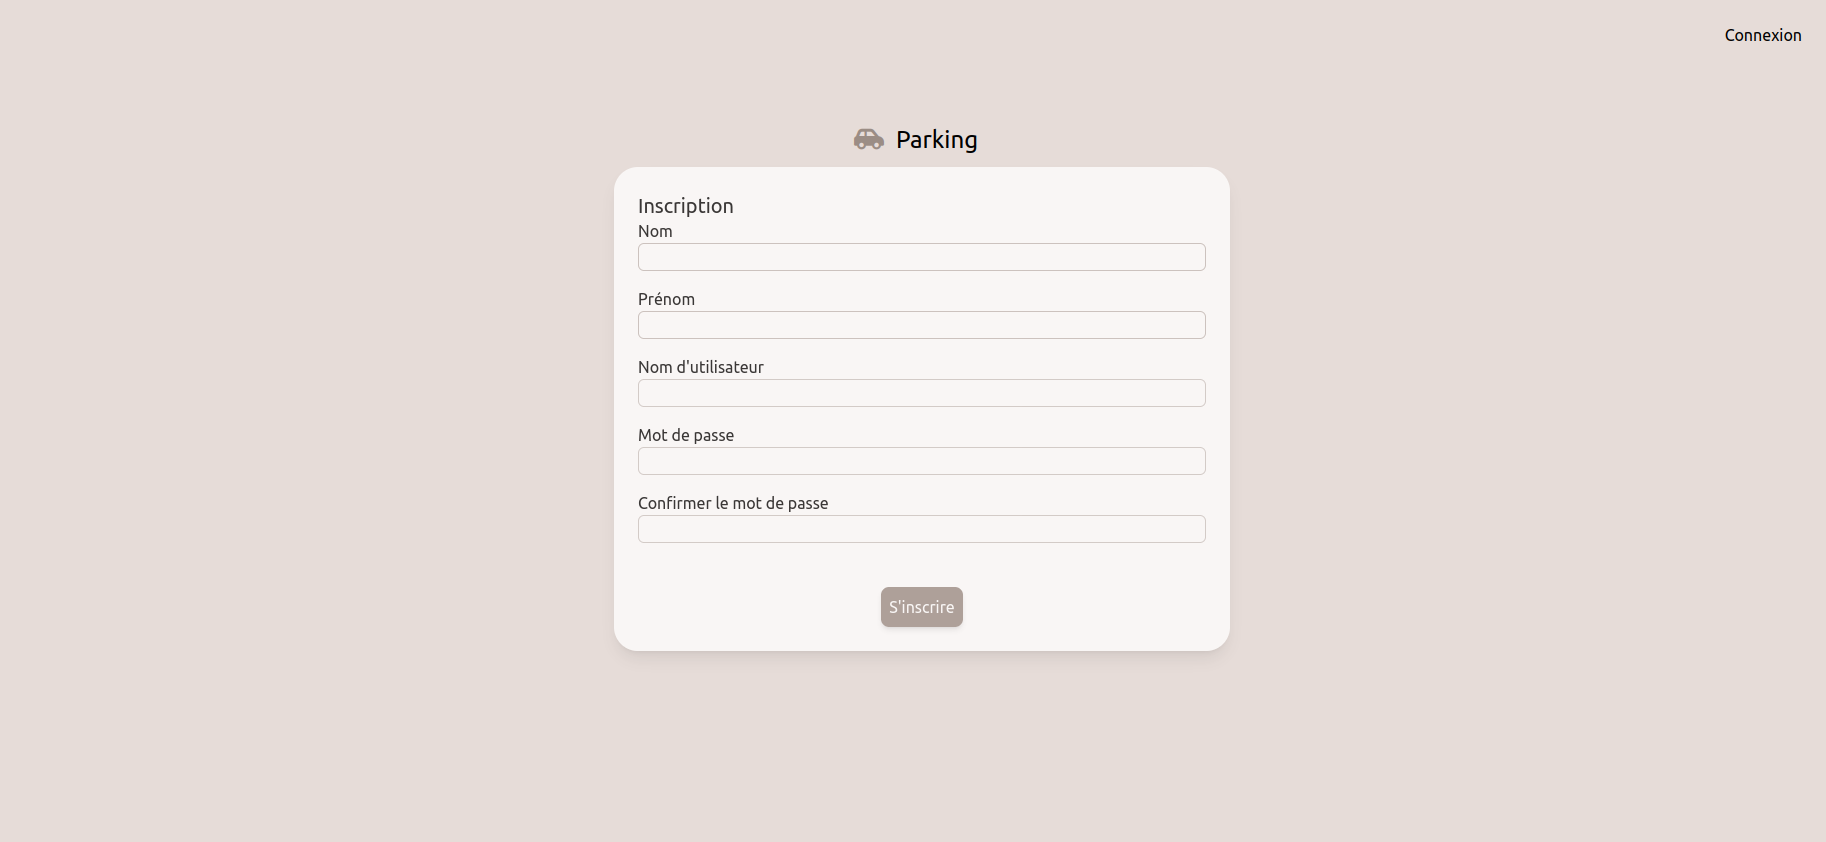 Connexion
Parking
Inscription
Nom
Prénom
Nom d'utilisateur
Mot de passe
Confirmer le mot de passe
S'inscrire